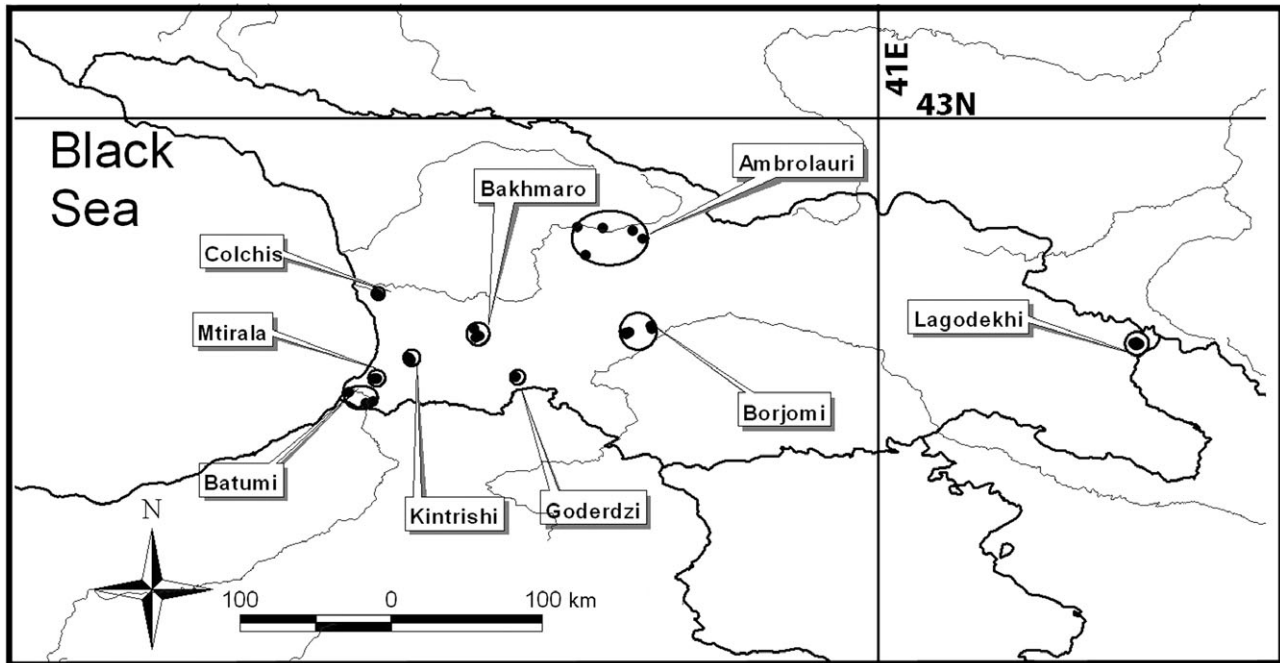 41E
43N
Black
Sea
Ambrolauri
Bakhmaro
Colchis
Lagodekhi
Mtirala
Borjomi
Batumi
Kintrishi
Goderdzi
N
100 0 100 km